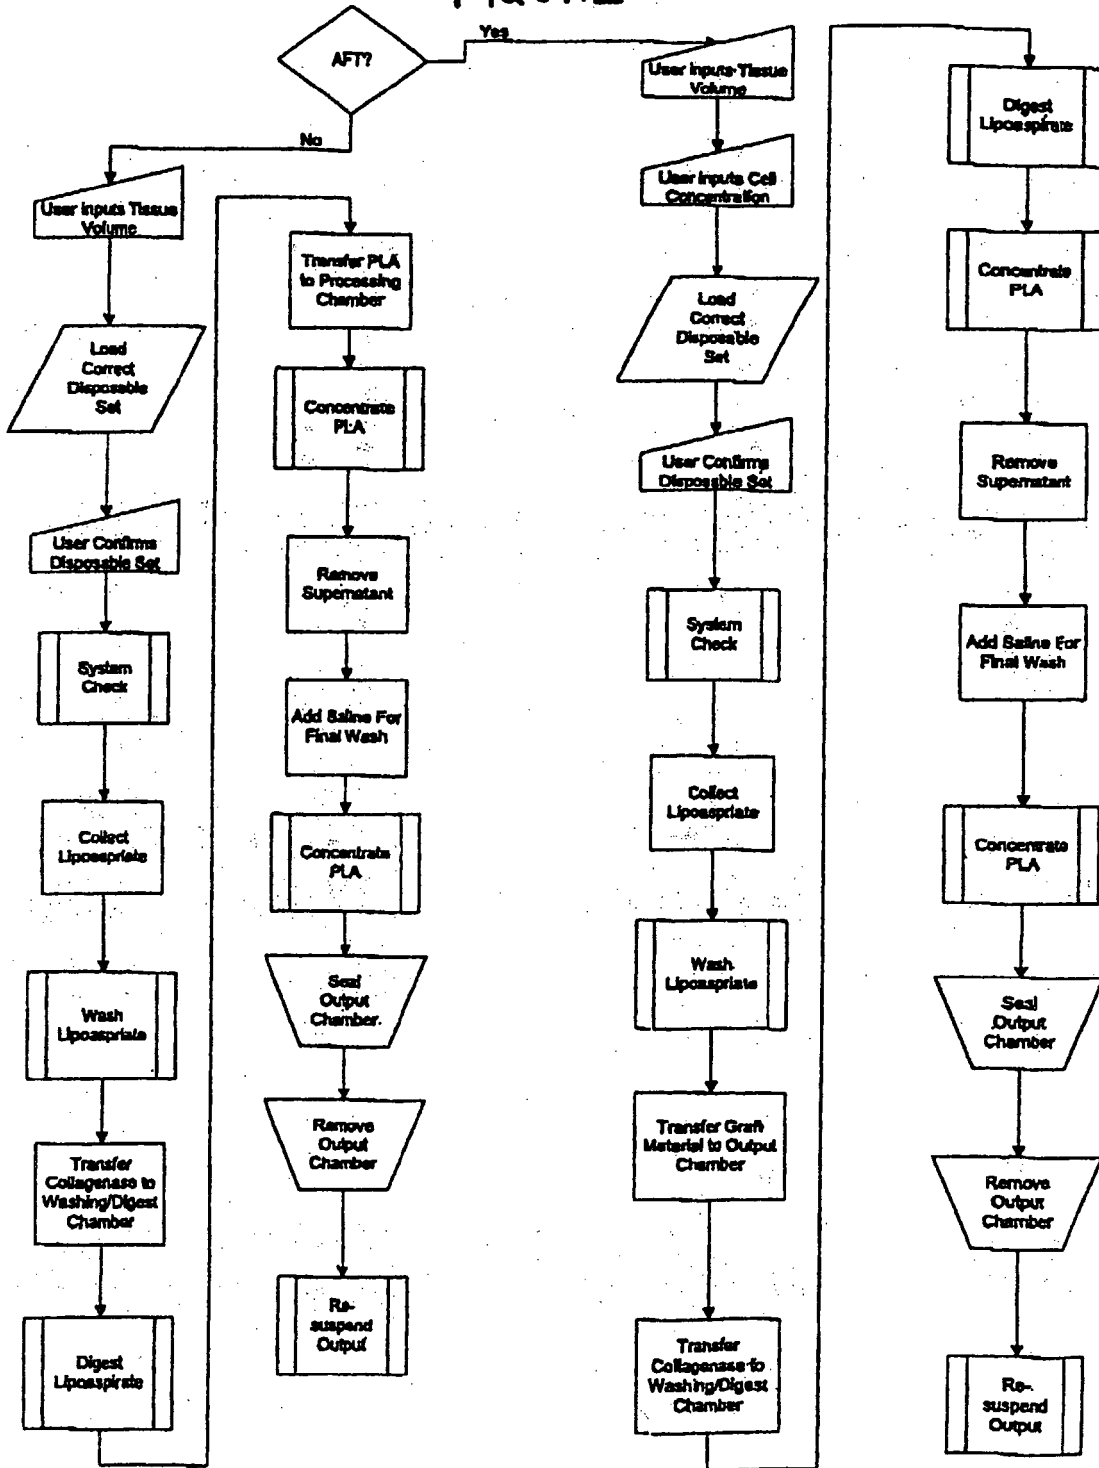 AFT?
Yes
No
User Inputs Tissue
Volume
Load
Correct
Disposable
Set
User Confirms
Disposable Set
System
Check
Collect
Lipoaspriate
Wash
Lipoaspriate
Transfer
Collagenase to
Washing/Digest
Chamber
Digest
Lipoaspirate
Transfer PLA
to Processing
Chamber
Concentrate
PLA
Remove
Supernatant
Add Saline For
Final Wash
Concentrate
PLA
Seal
Output
Chamber
Remove
Output
Chamber
Re-
suspend
Output
User Inputs Tissue
Volume
User Inputs Cell
Concentration
Load
Correct
Disposable
Set
User Confirms
Disposable Set
System
Check
Collect
Lipoaspriate
Wash
Lipoaspriate
Transfer Graft
Material to Output
Chamber
Transfer
Collagenase to
Washing/Digest
Chamber
Digest
Lipoaspirate
Concentrate
PLA
Remove
Supernatant
Add Saline For
Final Wash
Concentrate
PLA
Seal
Output
Chamber
Remove
Output
Chamber
Re-
suspend
Output